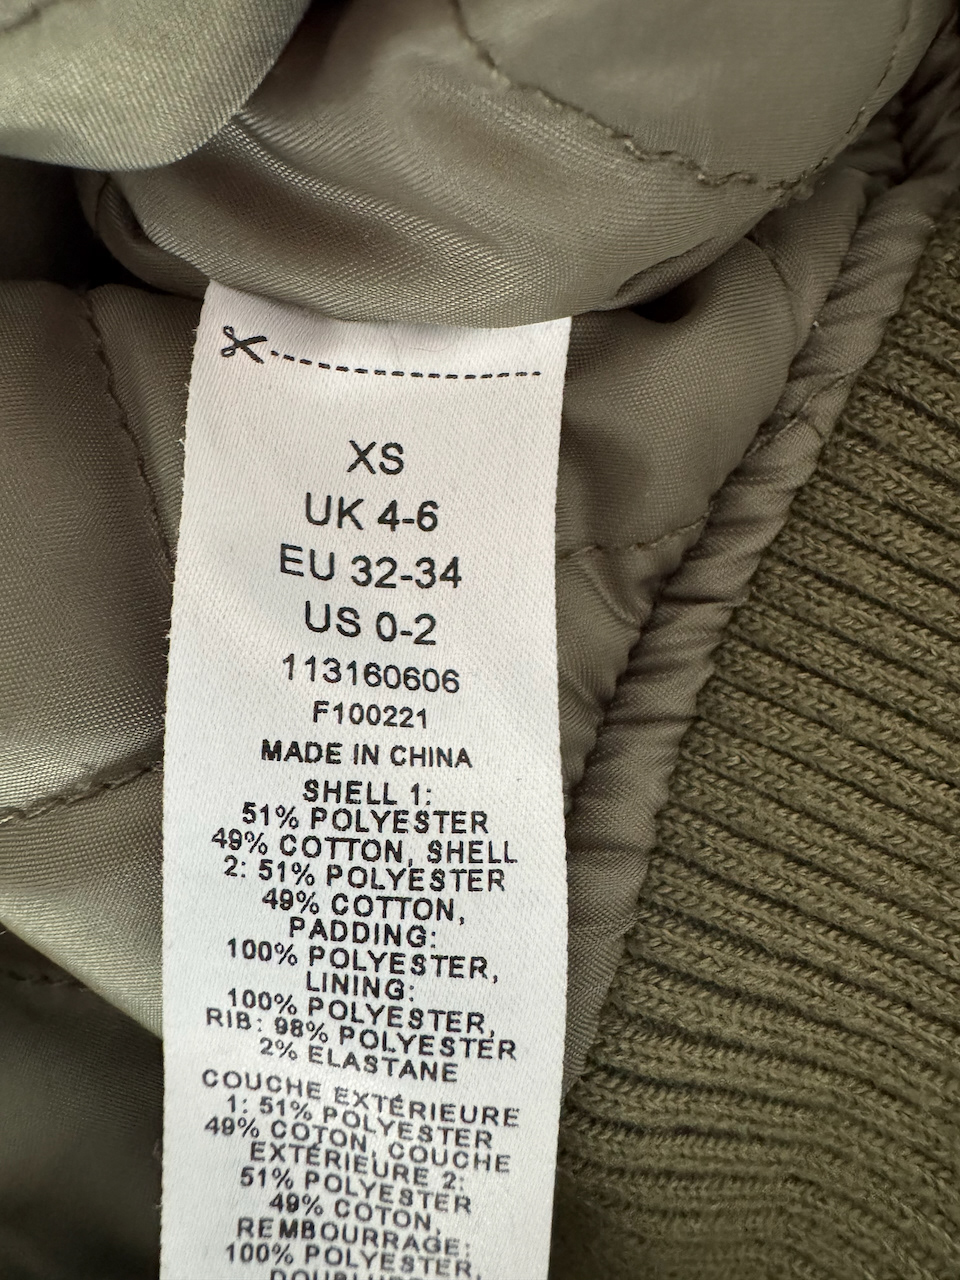 XS
UK 4-6
EU 32-34
US 0-2
113160606
F100221
MADE IN CHINA
SHELL 1:
51% POLYESTER
49% COTTON, SHELL
2: 51% POLYESTER
49% COTTON,
PADDING:
100% POLYESTER,
LINING:
100% POLYESTER,
RIB: 98% POLYESTER
2% ELASTANE
COUCHE EXTÉRIEURE
1: 51% POLYESTER
49% COTON, COUCHE
EXTÉRIEURE 2:
51% POLYESTER
49% COTON,
REMBOURRAGE:
100% POLYESTER,